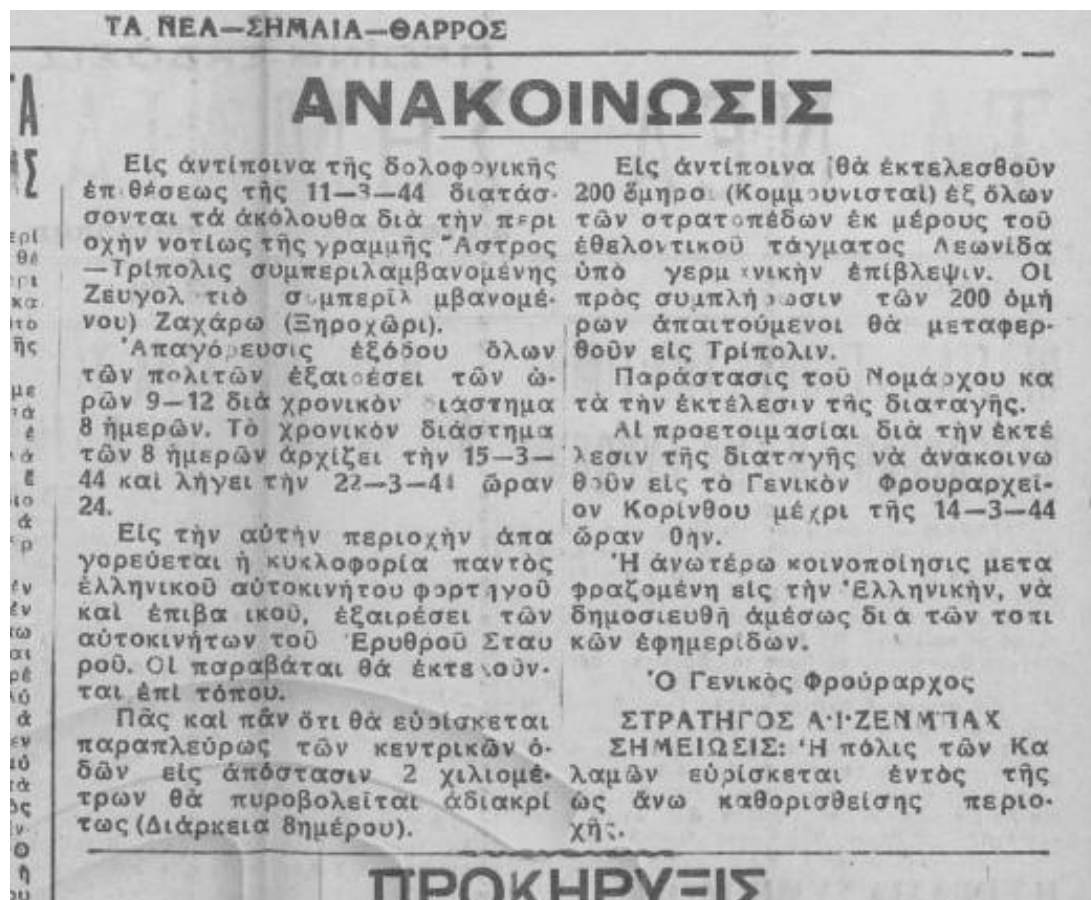 ΤΑ ΝΕΑ—ΣΗΜΑΙΑ—ΘΑΡΡΟΣ
ΑΝΑΚΟΙΝΩΣΙΣ
Εἰς ἀντίποινα τῆς δολοφονικῆς
ἐπιθέσεως τῆς 11—3—44 διατάσ-
σονται τὰ ἀκόλουθα διὰ τὴν περι
οχὴν νοτίως τῆς γραμμῆς Ἄστρος
—Τρίπολις συμπεριλαμβανομένης
Ζευγολ τιὸ συμπεριλ μβανομέ-
νου) Ζαχάρω (Ξηροχῶρι).
Ἀπαγόρευσις ἐξόδου ὅλων
τῶν πολιτῶν ἐξαιρέσει τῶν ὡ-
ρῶν 9—12 διὰ χρονικὸν διάστημα
8 ἡμερῶν. Τὸ χρονικὸν διάστημα
τῶν 8 ἡμερῶν ἀρχίζει τὴν 15—3—
44 καὶ λήγει τὴν 22—3—44 ὥραν
24.
Εἰς τὴν αὐτὴν περιοχὴν ἀπα
γορεύεται ἡ κυκλοφορία παντὸς
ἑλληνικοῦ αὐτοκινήτου φορτηγοῦ
καὶ ἐπιβα ικοῦ, ἐξαιρέσει τῶν
αὐτοκινήτων τοῦ Ἐρυθροῦ Σταυ
ροῦ. Οἱ παραβάται θὰ ἐκτελοῦν-
ται ἐπὶ τόπου.
Πᾶς καὶ πᾶν ὅτι θὰ εὑρίσκεται
παραπλεύρως τῶν κεντρικῶν ὁ-
δῶν εἰς ἀπόστασιν 2 χιλιομέ-
τρων θὰ πυροβολεῖται ἀδιακρί
τως (Διάρκεια 8ημέρου).
Εἰς ἀντίποινα θὰ ἐκτελεσθοῦν
200 ὅμηροι (Κομμουνισταὶ) ἐξ ὅλων
τῶν στρατοπέδων ἐκ μέρους τοῦ
ἐθελοντικοῦ τάγματος Λεωνίδα
ὑπὸ γερμανικὴν ἐπίβλεψιν. Οἱ
πρὸς συμπλήρωσιν τῶν 200 ὁμή
ρων ἀπαιτούμενοι θὰ μεταφερ-
θοῦν εἰς Τρίπολιν.
Παράστασις τοῦ Νομάρχου κα
τὰ τὴν ἐκτέλεσιν τῆς διαταγῆς.
Αἱ προετοιμασίαι διὰ τὴν ἐκτέ
λεσιν τῆς διαταγῆς νὰ ἀνακοινω
θοῦν εἰς τὸ Γενικὸν Φρουραρχεῖ-
ον Κορίνθου μέχρι τῆς 14—3—44
ὥραν 0ην.
Ἡ ἀνωτέρω κοινοποίησις μετα
φραζομένη εἰς τὴν Ἑλληνικὴν, νὰ
δημοσιευθῇ ἀμέσως διὰ τῶν τοπι
κῶν ἐφημερίδων.
Ὁ Γενικὸς Φρούραρχος
ΣΤΡΑΤΗΓΟΣ Α·Ι·ΖΕΝΜΠΑΧ
ΣΗΜΕΙΩΣΙΣ: Ἡ πόλις τῶν Κα
λαμῶν εὑρίσκεται ἐντὸς τῆς
ὡς ἄνω καθορισθείσης περιο-
χῆς.
ΠΡΟΚΗΡΥΞΙΣ